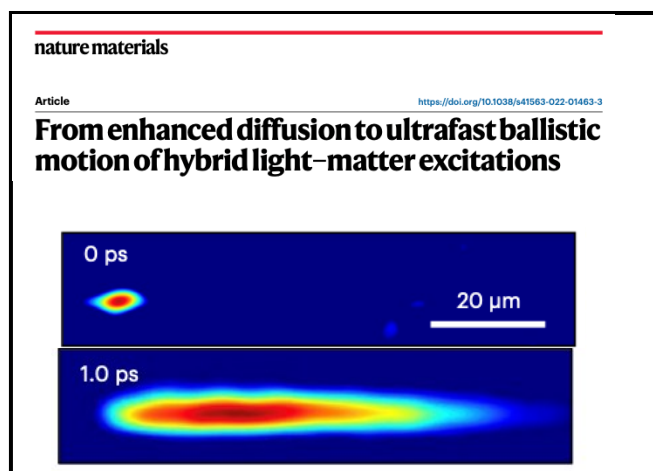 nature materials
Article
https://doi.org/10.1038/s41563-022-01463-3
From enhanced diffusion to ultrafast ballistic
motion of hybrid light–matter excitations
0 ps
20 µm
1.0 ps